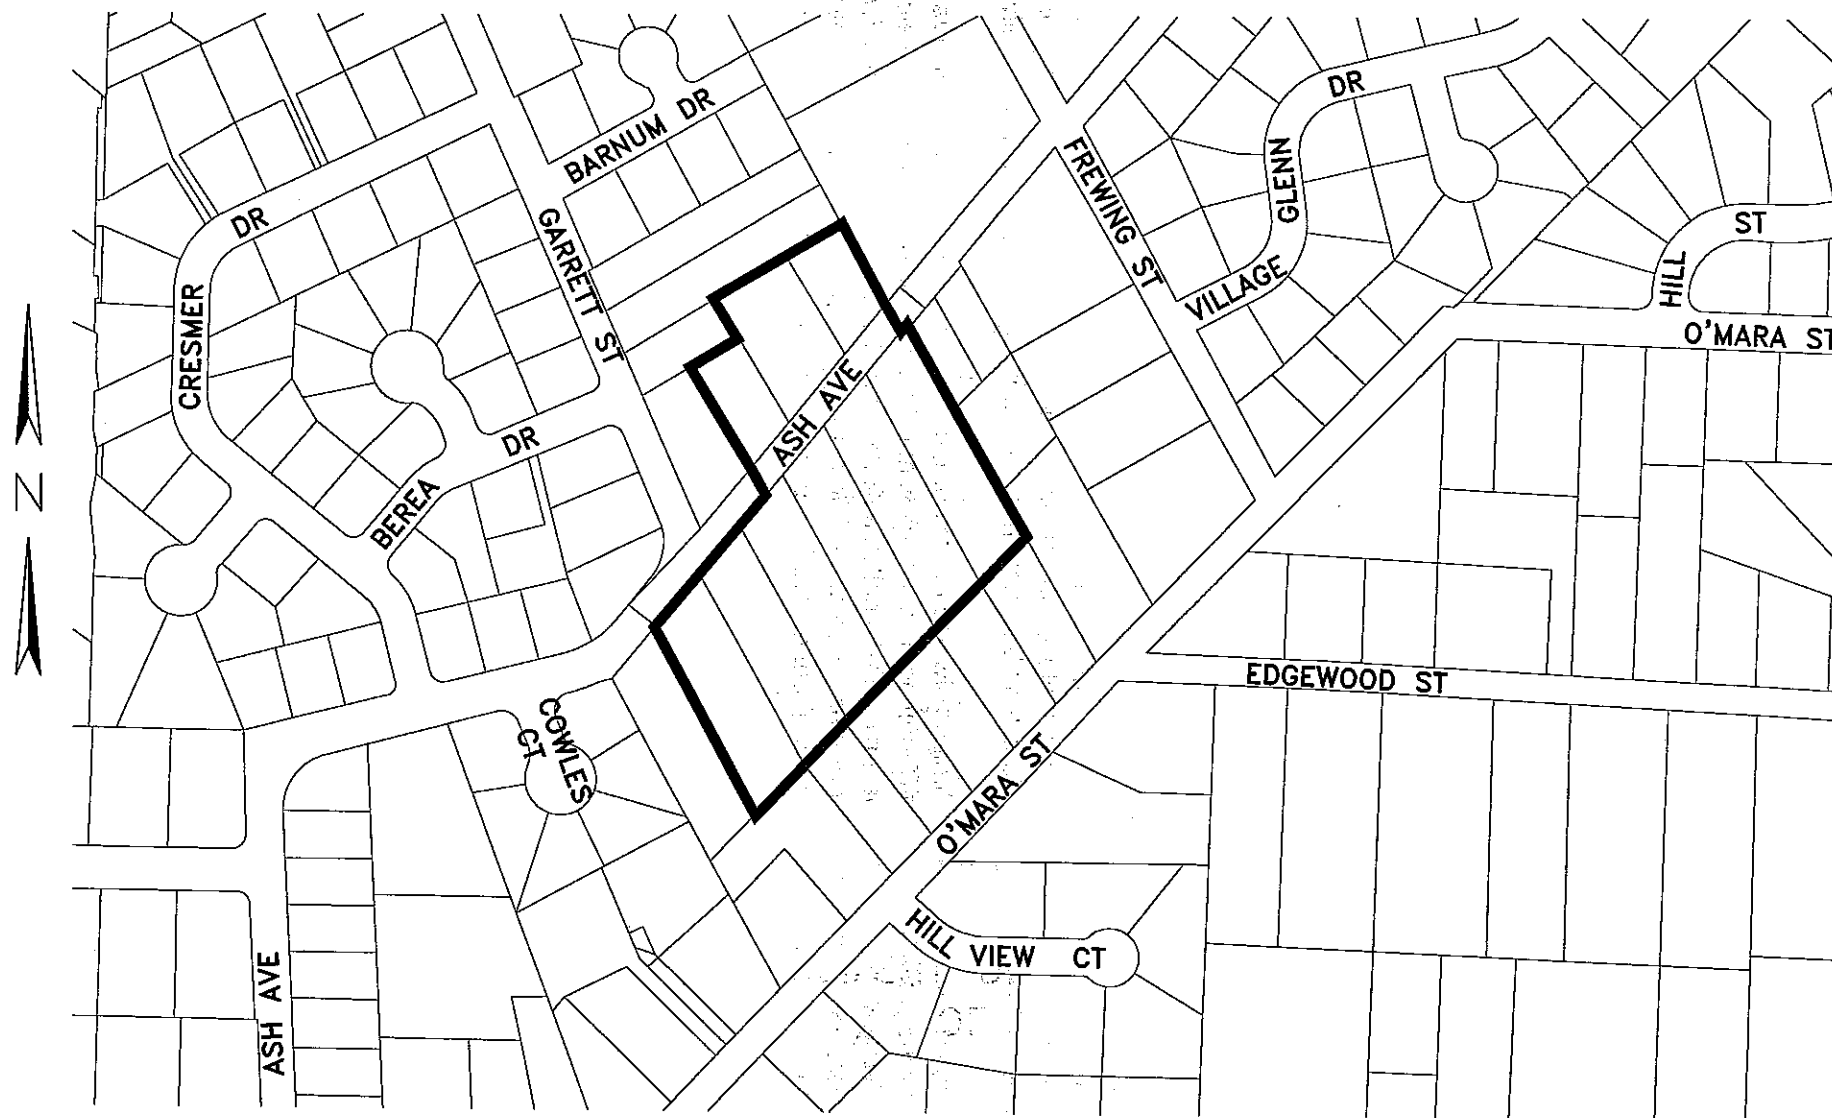 DR
BARNUM DR
FREWING ST
GLENN
DR
GARRETT ST
CRESMER
VILLAGE
HILL
ST
O'MARA ST
ASH AVE
DR
BEREA
N
EDGEWOOD ST
COWLES
CT
O'MARA ST
HILL VIEW CT
ASH AVE